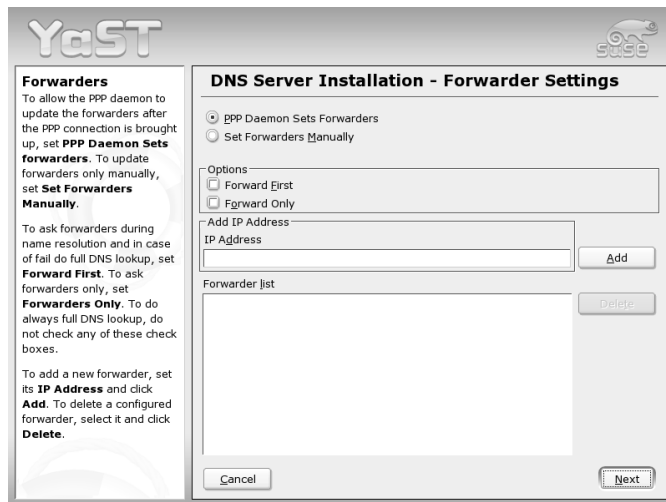 YaST
suse
Forwarders
To allow the PPP daemon to
update the forwarders after
the PPP connection is brought
up, set PPP Daemon Sets
forwarders. To update
forwarders only manually,
set Set Forwarders
Manually.
To ask forwarders during
name resolution and in case
of fail do full DNS lookup, set
Forward First. To ask
forwarders only, set
Forwarders Only. To do
always full DNS lookup, do
not check any of these check
boxes.
To add a new forwarder, set
its IP Address and click
Add. To delete a configured
forwarder, select it and click
Delete.
DNS Server Installation - Forwarder Settings
PPP Daemon Sets Forwarders
Set Forwarders Manually
Options
Forward First
Forward Only
Add IP Address
IP Address
Add
Forwarder list
Delete
Cancel
Next